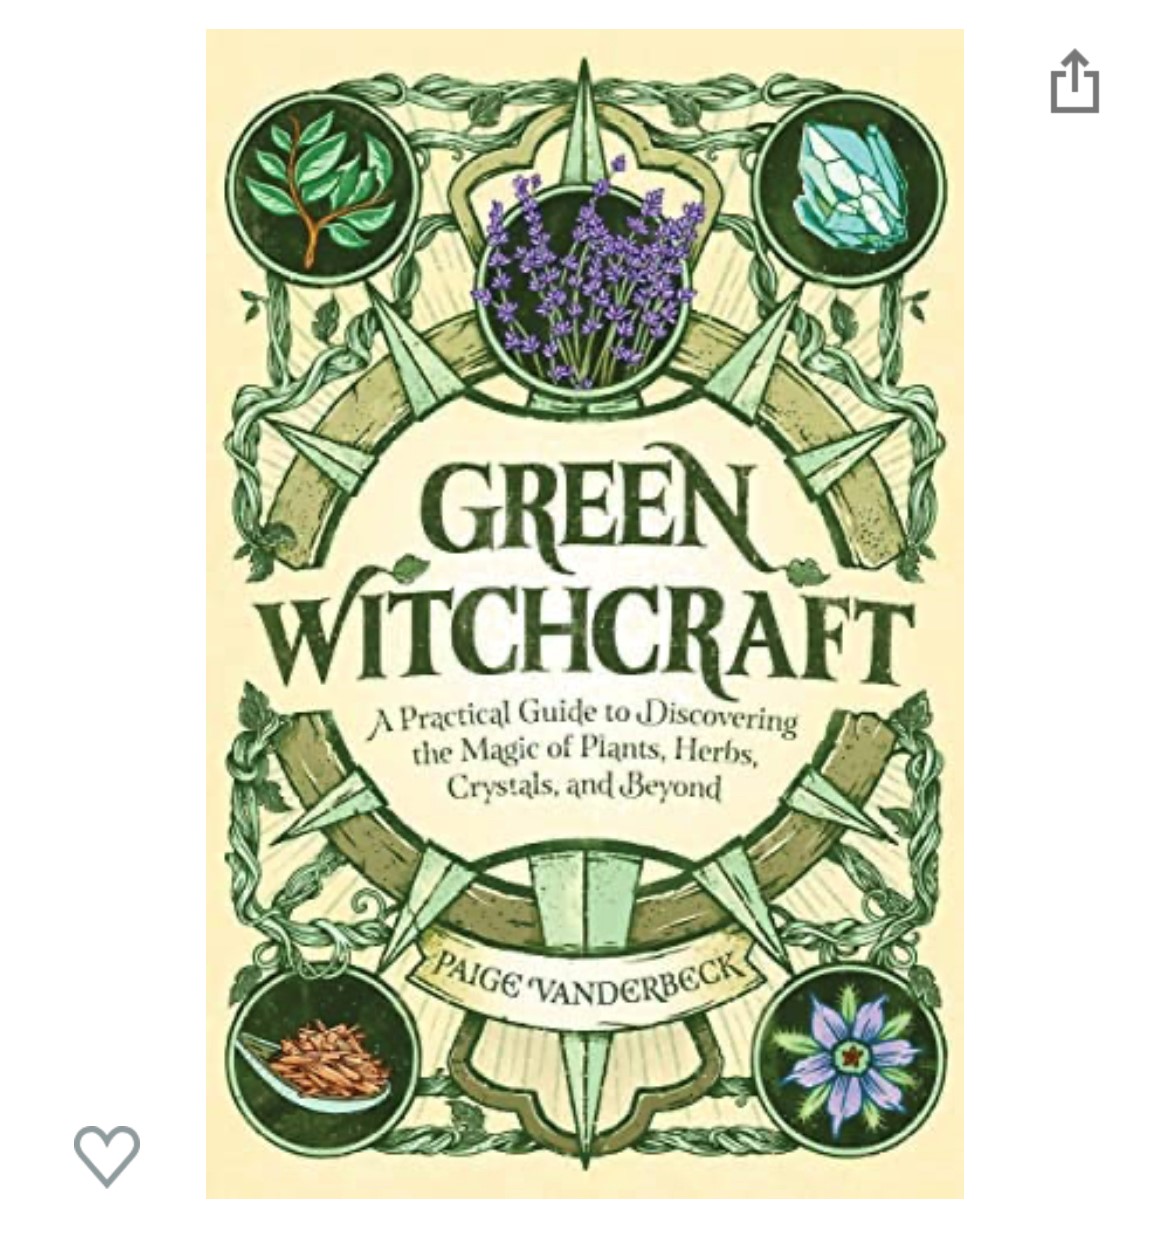 GREEN
WITCHCRAFT
A Practical Guide to Discovering
the Magic of Plants, Herbs,
Crystals, and Beyond
PAIGE VANDERBECK